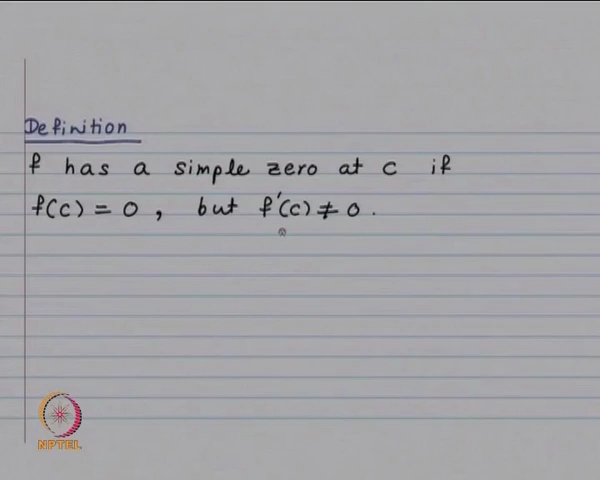 Definition
f has a simple zero at c if
f(c) = 0 , but f'(c) ≠ 0 .
NPTEL